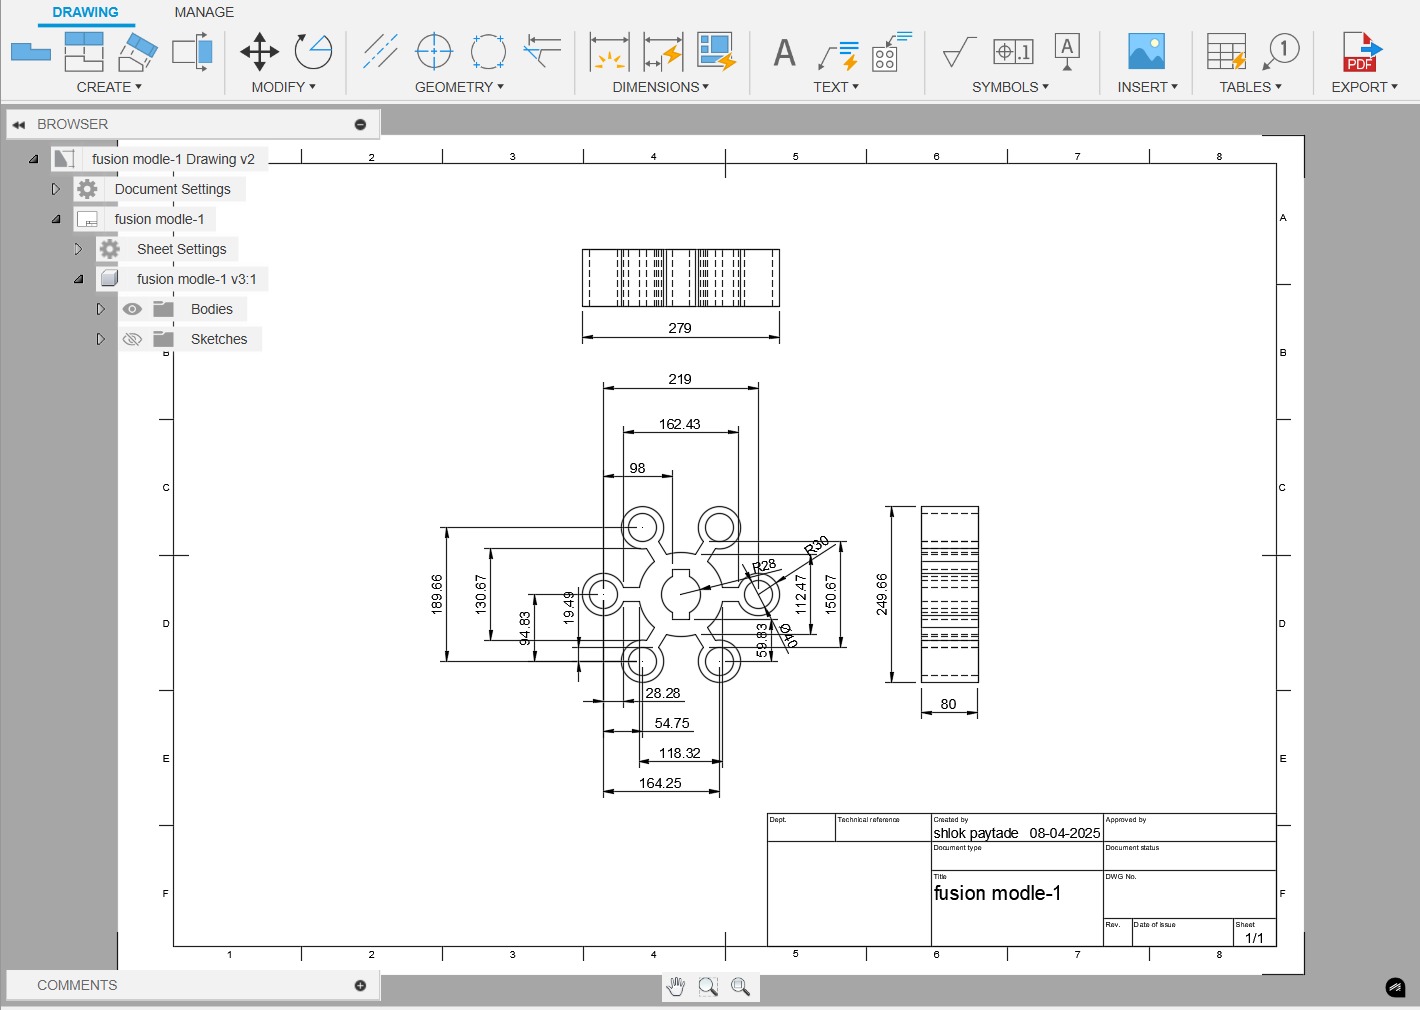 DRAWING MANAGE
CREATE▾ MODIFY▾ GEOMETRY▾ DIMENSIONS▾ TEXT▾ SYMBOLS▾ INSERT▾ TABLES▾ EXPORT▾
A
.1
A
1
PDF
BROWSER
fusion modle-1 Drawing v2
Document Settings
fusion modle-1
Sheet Settings
fusion modle-1 v3:1
Bodies
Sketches
2 3 4 5 6 7 8
A
B B
C C
D D
E E
F F
279
219
162.43
98
189.66
130.67
94.83
19.49
R28
R30
112.47
150.67
59.83
Ø40
28.28
54.75
118.32
164.25
249.66
80
Dept.
Technical reference
Created by
shlok paytade 08-04-2025
Approved by
Document type
Document status
Title
fusion modle-1
DWG No.
Rev.
Date of issue
Sheet
1/1
1 2 3 4 5 6 7 8
COMMENTS